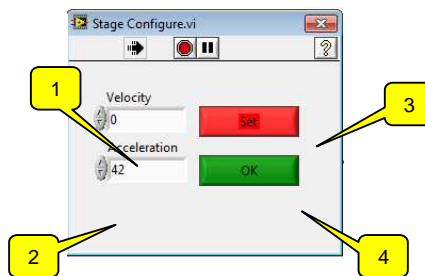 Stage Configure.vi
?
1
Velocity
0
Set
3
Acceleration
42
OK
2
4